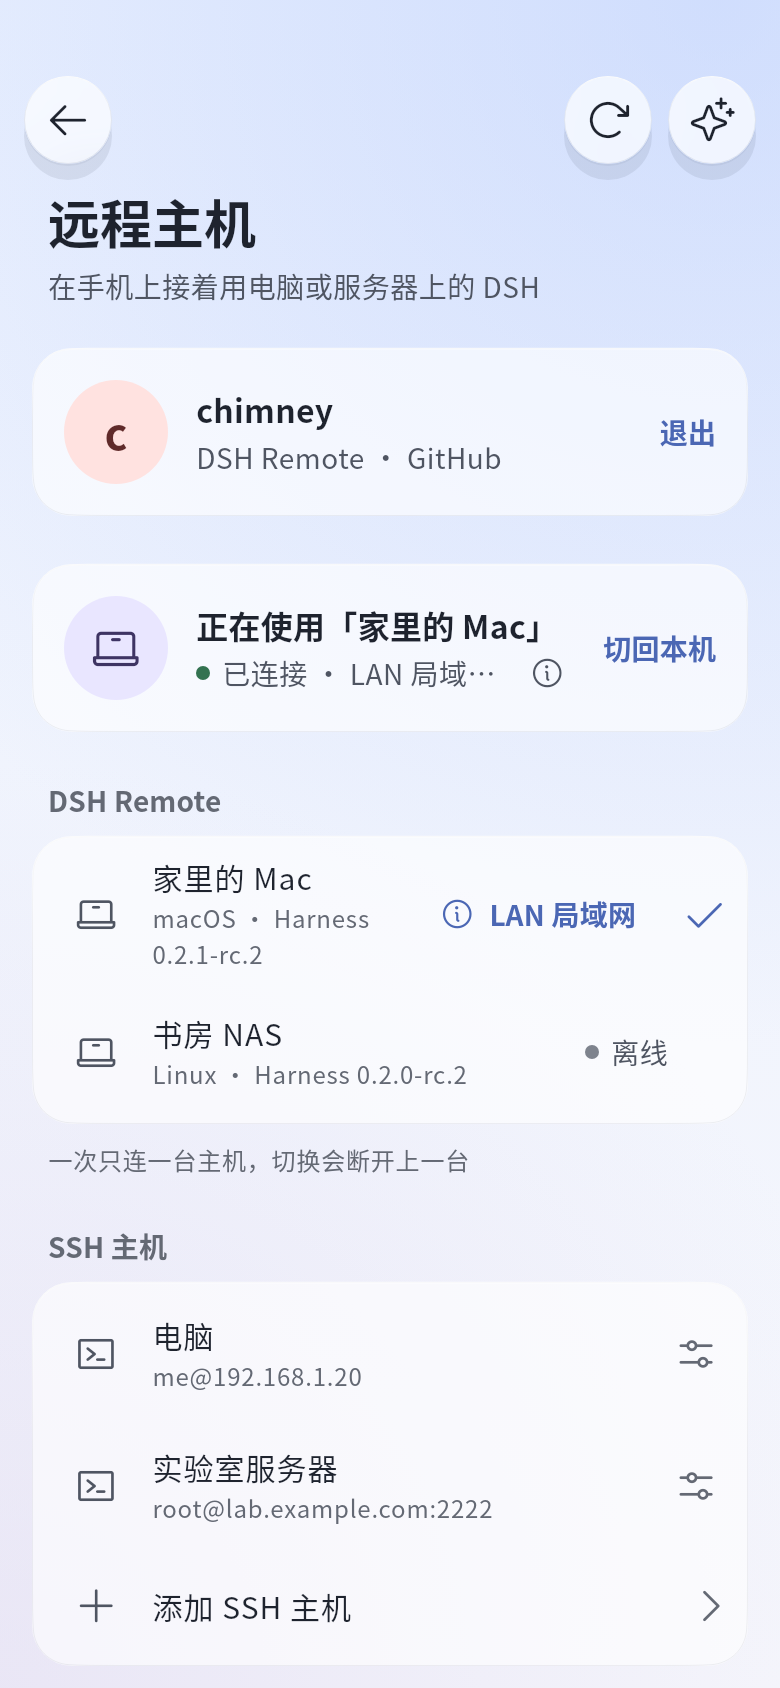 远程主机
在手机上接着用电脑或服务器上的 DSH
c
chimney
DSH Remote · GitHub
退出
正在使用「家里的 Mac」
已连接 · LAN 局域…
切回本机
DSH Remote
家里的 Mac
macOS · Harness
0.2.1-rc.2
LAN 局域网
书房 NAS
Linux · Harness 0.2.0-rc.2
离线
一次只连一台主机，切换会断开上一台
SSH 主机
电脑
me@192.168.1.20
实验室服务器
root@lab.example.com:2222
添加 SSH 主机